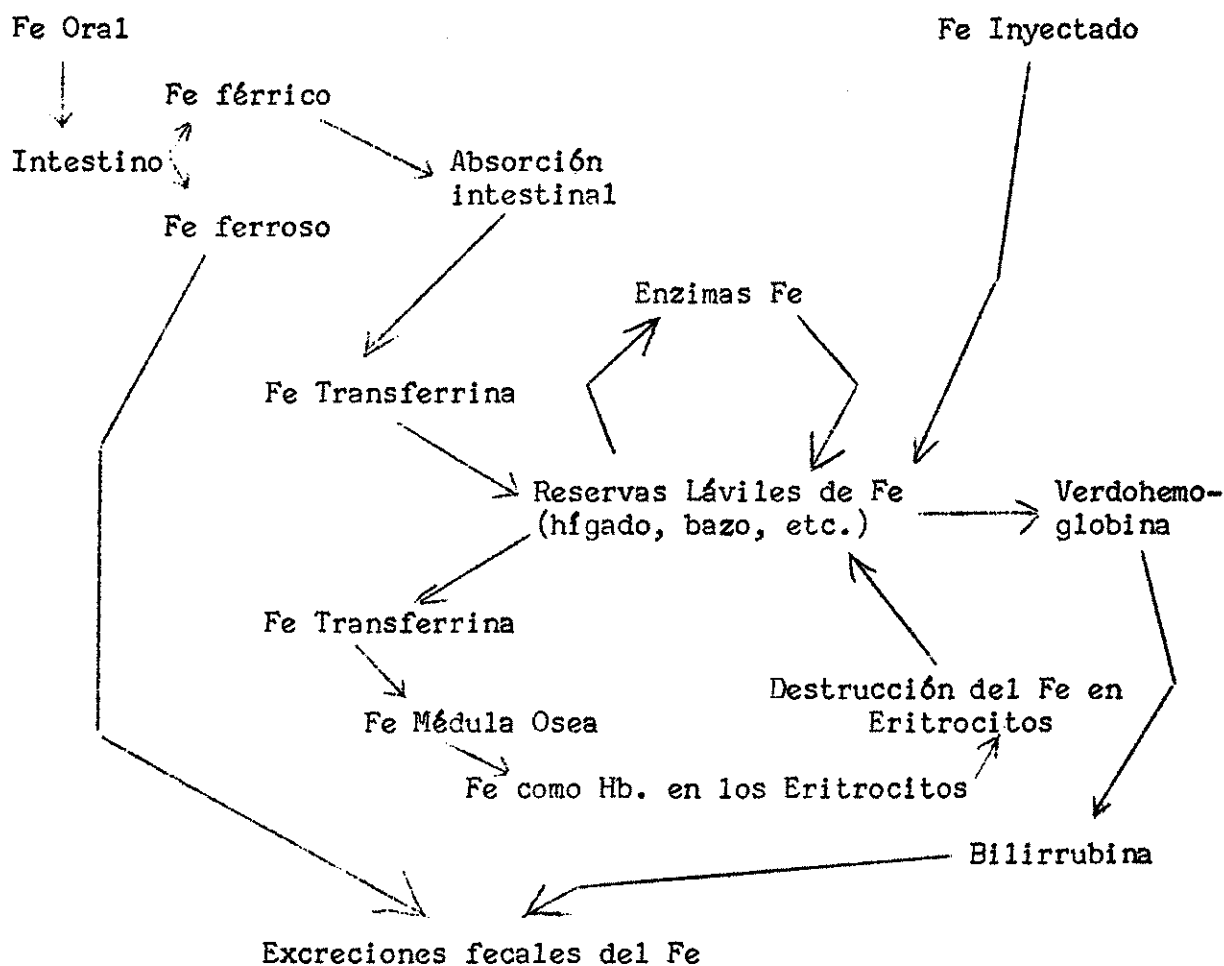 Fe Oral
Fe Inyectado
Fe férrico
Intestino
Absorción
intestinal
Fe ferroso
Enzimas Fe
Fe Transferrina
Reservas Láviles de Fe
(hígado, bazo, etc.)
Verdohemo-
globina
Fe Transferrina
Destrucción del Fe en
Eritrocitos
Fe Médula Osea
Fe como Hb. en los Eritrocitos
Bilirrubina
Excreciones fecales del Fe